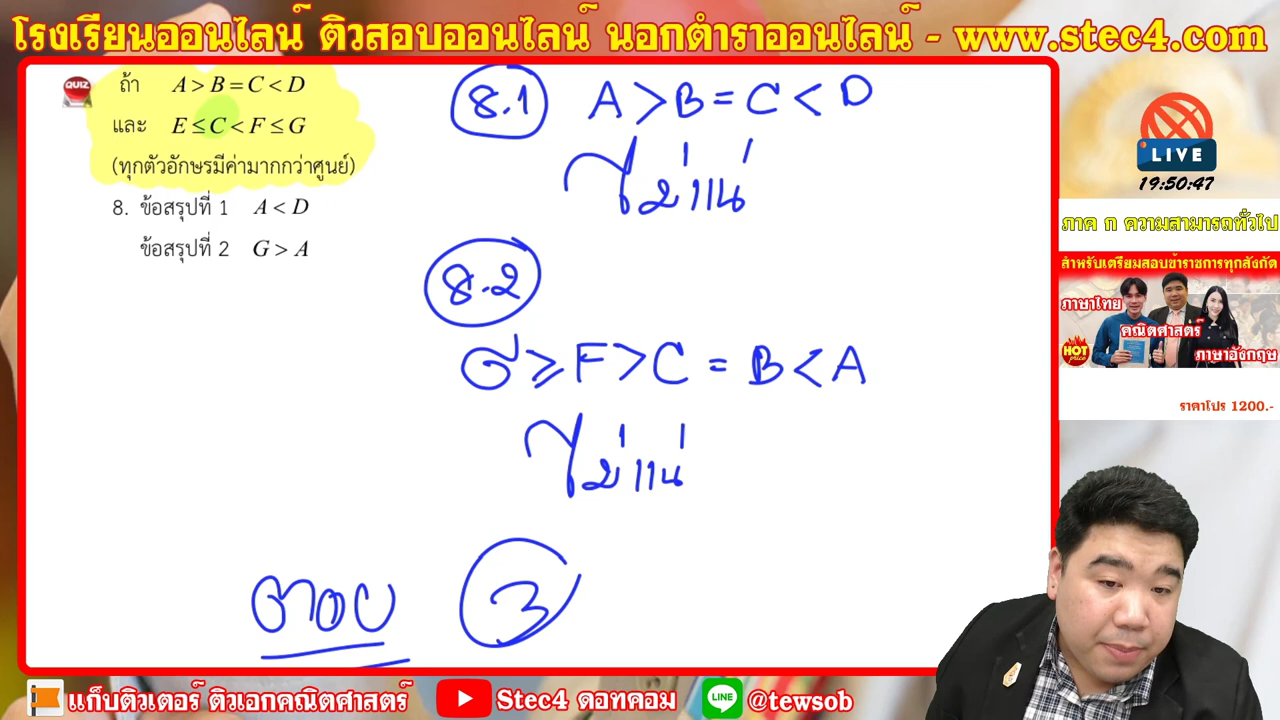 โรงเรียนออนไลน์ ติวสอบออนไลน์ นอกตำราออนไลน์ - www.stec4.com
QUIZ ถ้า A > B = C < D
และ E ≤ C < F ≤ G
(ทุกตัวอักษรมีค่ามากกว่าศูนย์)
8. ข้อสรุปที่ 1 A < D
ข้อสรุปที่ 2 G > A
8.1 A > B = C < D
ไม่แน่
8.2
G ≥ F > C = B < A
ไม่แน่
ตอบ 3
LIVE
19:50:47
ภาค ก ความสามารถทั่วไป
สำหรับเตรียมสอบข้าราชการทุกสังกัด
ภาษาไทย
คณิตศาสตร์
ภาษาอังกฤษ
HOT
price
ราคาโปร 1200.-
แก็บติวเตอร์ ติวเอกคณิตศาสตร์
Stec4 ดอทคอม
LINE @tewsob